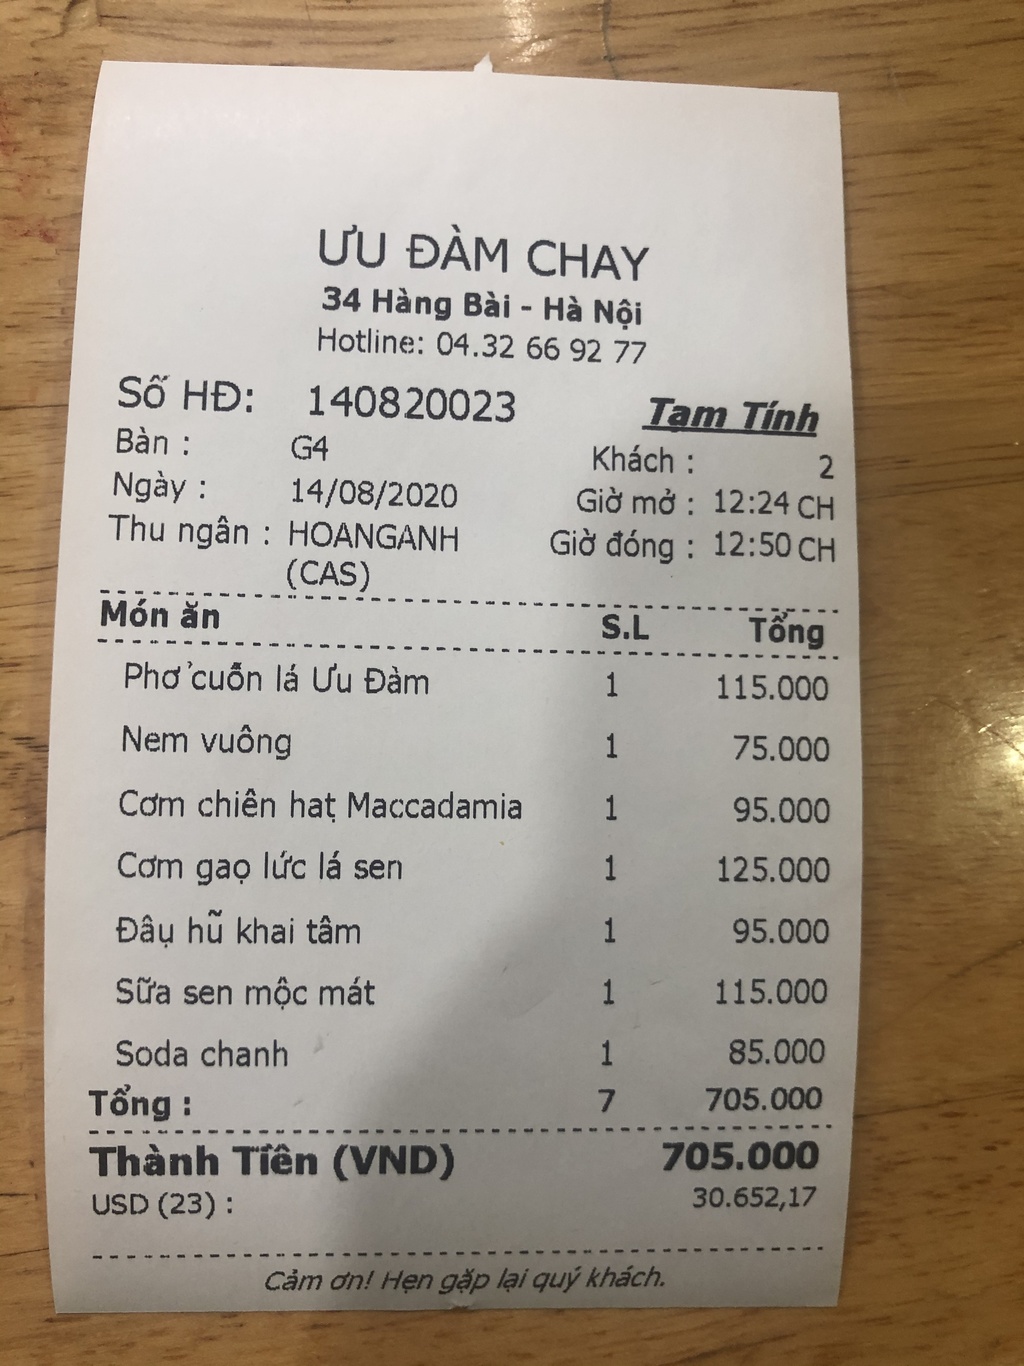 ƯU ĐÀM CHAY
34 Hàng Bài - Hà Nội
Hotline: 04.32 66 92 77
Số HĐ: 140820023 Tạm Tính
Bàn : G4 Khách : 2
Ngày : 14/08/2020 Giờ mở : 12:24 CH
Thu ngân : HOANGANH Giờ đóng : 12:50 CH
(CAS)
Món ăn S.L Tổng
Phở cuốn lá Ưu Đàm 1 115.000
Nem vuông 1 75.000
Cơm chiên hạt Maccadamia 1 95.000
Cơm gạo lức lá sen 1 125.000
Đậu hũ khai tâm 1 95.000
Sữa sen mộc mát 1 115.000
Soda chanh 1 85.000
Tổng : 7 705.000
Thành Tiền (VND) 705.000
USD (23) : 30.652,17
Cảm ơn! Hẹn gặp lại quý khách.